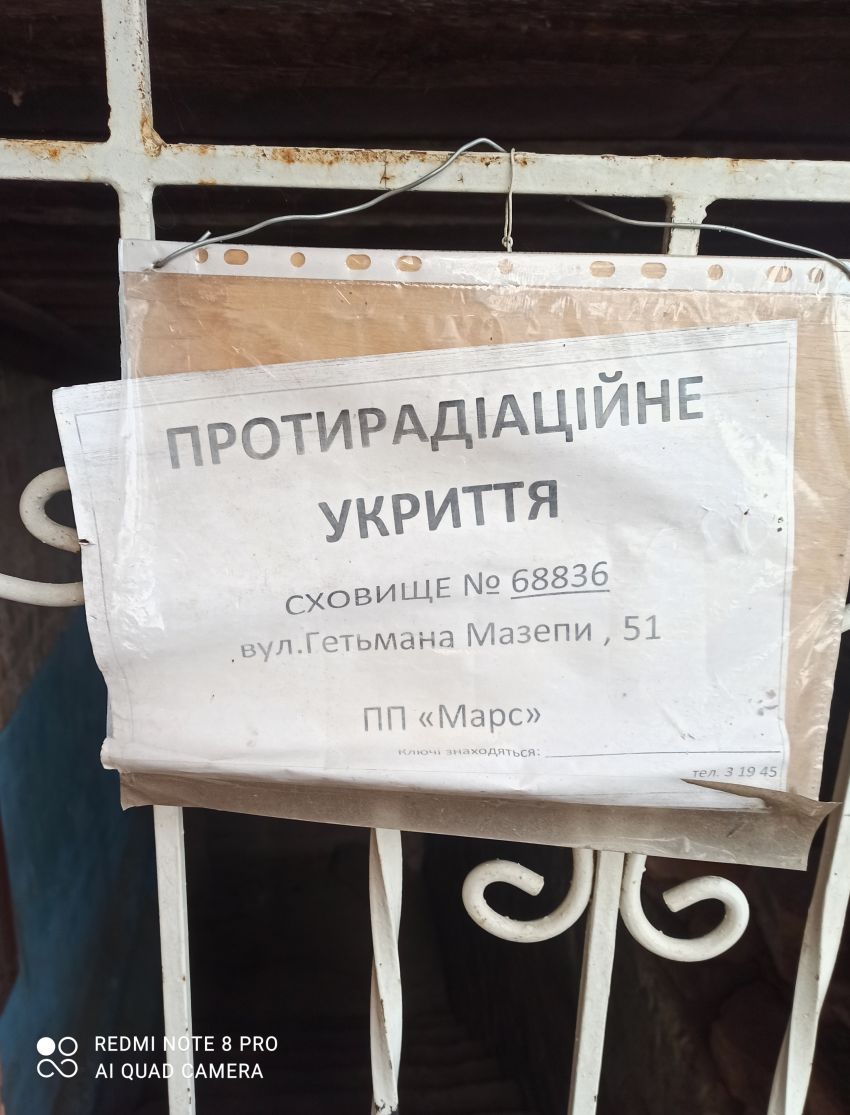 ПРОТИРАДІАЦІЙНЕ
УКРИТТЯ
СХОВИЩЕ № 68836
вул.Гетьмана Мазепи , 51
ПП «Марс»
Ключі знаходяться:
тел. 3 19 45
REDMI NOTE 8 PRO
AI QUAD CAMERA